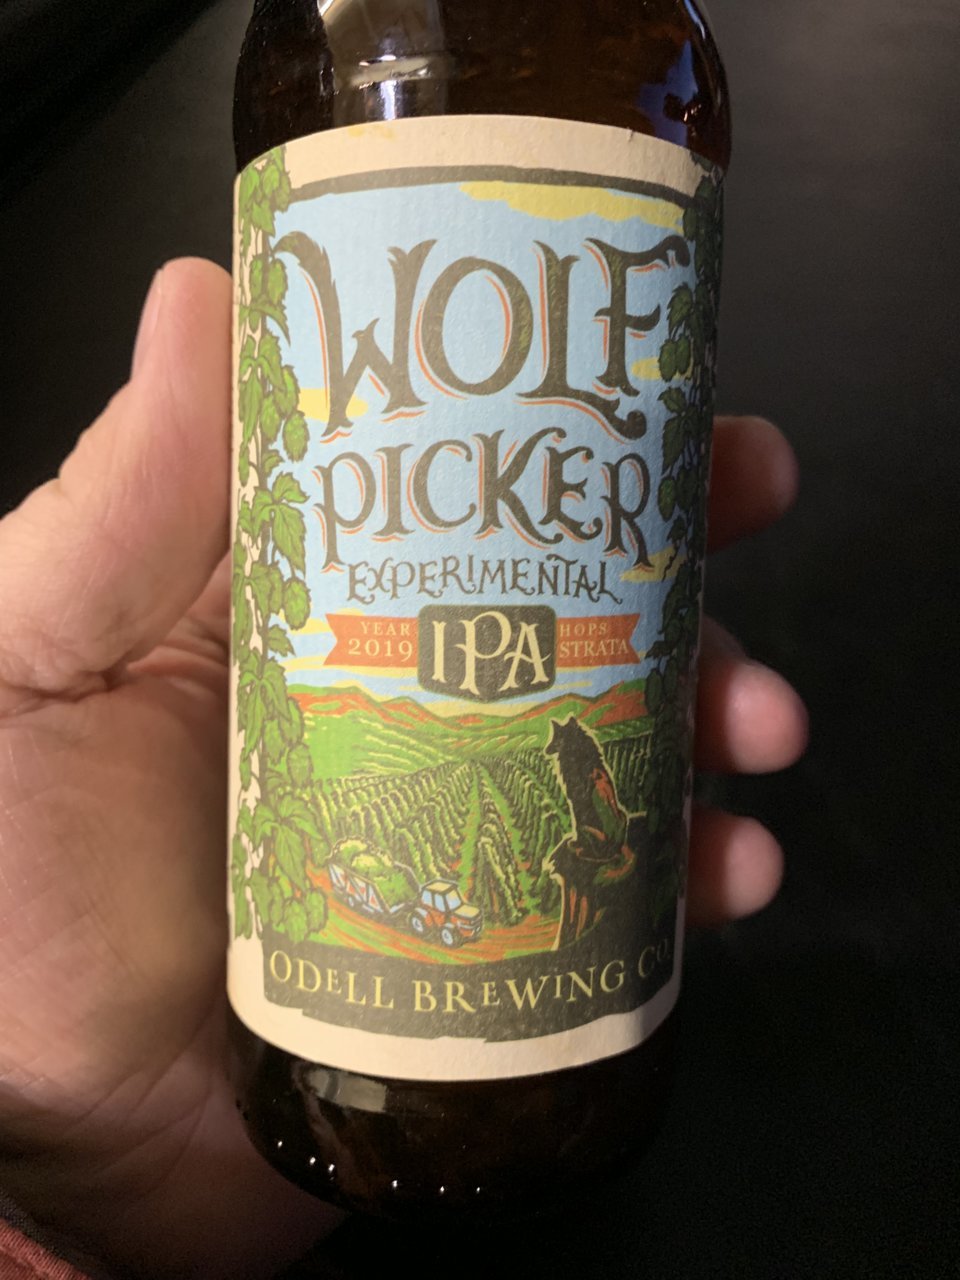 WOLF
PICKER
EXPERIMENTAL
YEAR
2019
IPA
HOPS
STRATA
ODELL BREWING CO.